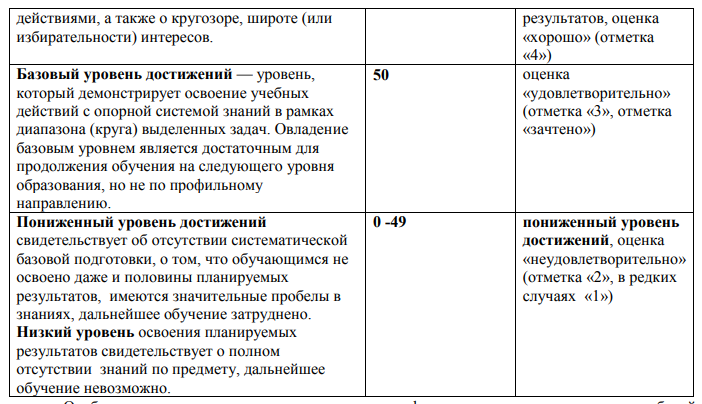 действиями, а также о кругозоре, широте (или
избирательности) интересов.
результатов, оценка
«хорошо» (отметка
«4»)
Базовый уровень достижений — уровень,
который демонстрирует освоение учебных
действий с опорной системой знаний в рамках
диапазона (круга) выделенных задач. Овладение
базовым уровнем является достаточным для
продолжения обучения на следующего уровня
образования, но не по профильному
направлению.
50
оценка
«удовлетворительно»
(отметка «3», отметка
«зачтено»)
Пониженный уровень достижений
свидетельствует об отсутствии систематической
базовой подготовки, о том, что обучающимся не
освоено даже и половины планируемых
результатов, имеются значительные пробелы в
знаниях, дальнейшее обучение затруднено.
Низкий уровень освоения планируемых
результатов свидетельствует о полном
отсутствии знаний по предмету, дальнейшее
обучение невозможно.
0 -49
пониженный уровень
достижений, оценка
«неудовлетворительно»
(отметка «2», в редких
случаях «1»)